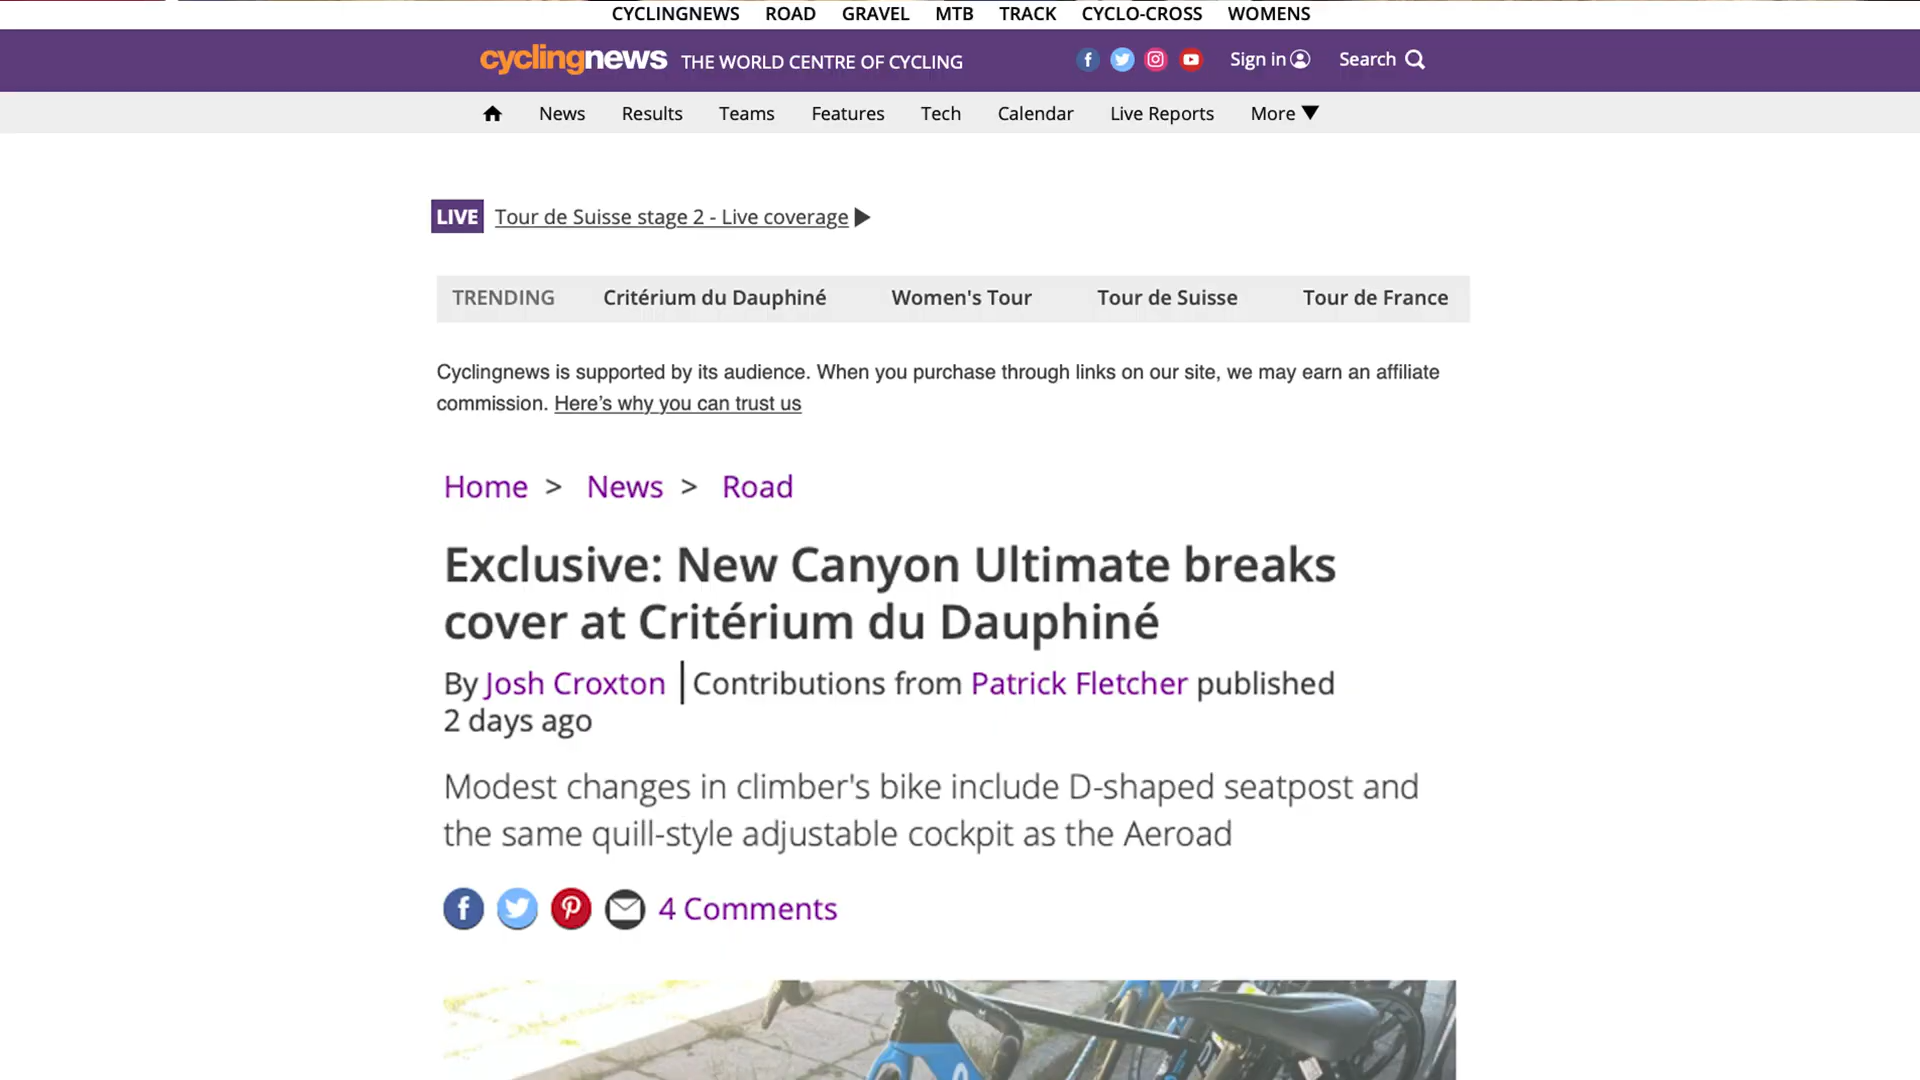 CYCLINGNEWS ROAD GRAVEL MTB TRACK CYCLO-CROSS WOMENS
cyclingnews THE WORLD CENTRE OF CYCLING Sign in Search
News Results Teams Features Tech Calendar Live Reports More
LIVE Tour de Suisse stage 2 - Live coverage
TRENDING Critérium du Dauphiné Women's Tour Tour de Suisse Tour de France
Cyclingnews is supported by its audience. When you purchase through links on our site, we may earn an affiliate
commission. Here's why you can trust us
Home > News > Road
Exclusive: New Canyon Ultimate breaks
cover at Critérium du Dauphiné
By Josh Croxton | Contributions from Patrick Fletcher published
2 days ago
Modest changes in climber's bike include D-shaped seatpost and
the same quill-style adjustable cockpit as the Aeroad
4 Comments